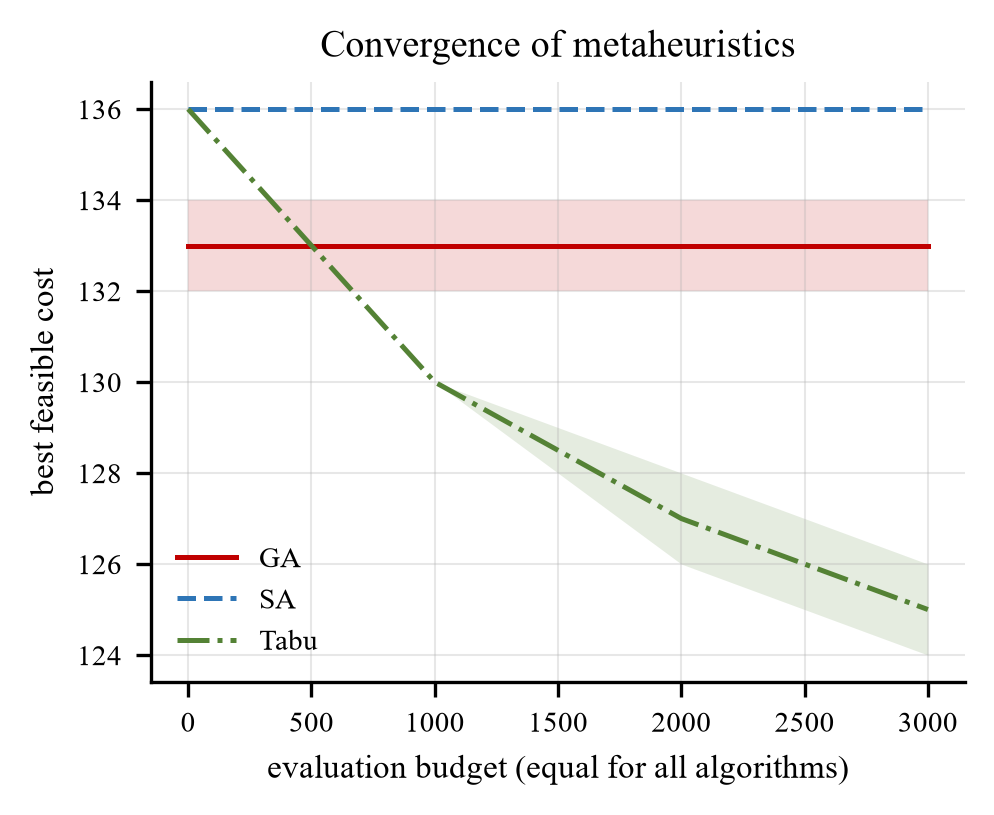 Convergence of metaheuristics
best feasible cost
136
134
132
130
128
126
124
GA
SA
Tabu
0 500 1000 1500 2000 2500 3000
evaluation budget (equal for all algorithms)